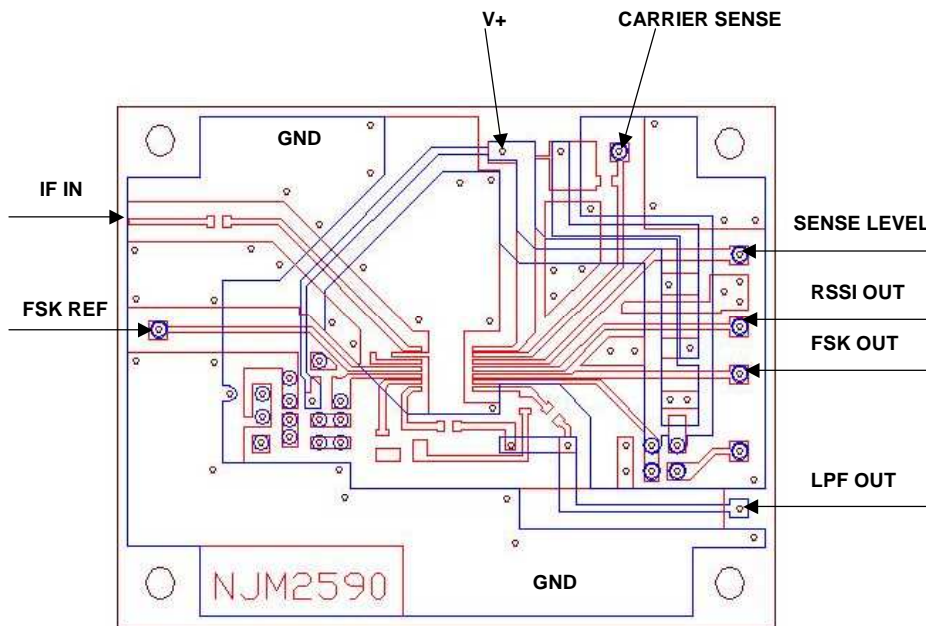 V+
CARRIER SENSE
GND
IF IN
SENSE LEVEL
RSSI OUT
FSK REF
FSK OUT
LPF OUT
GND
NJM2590